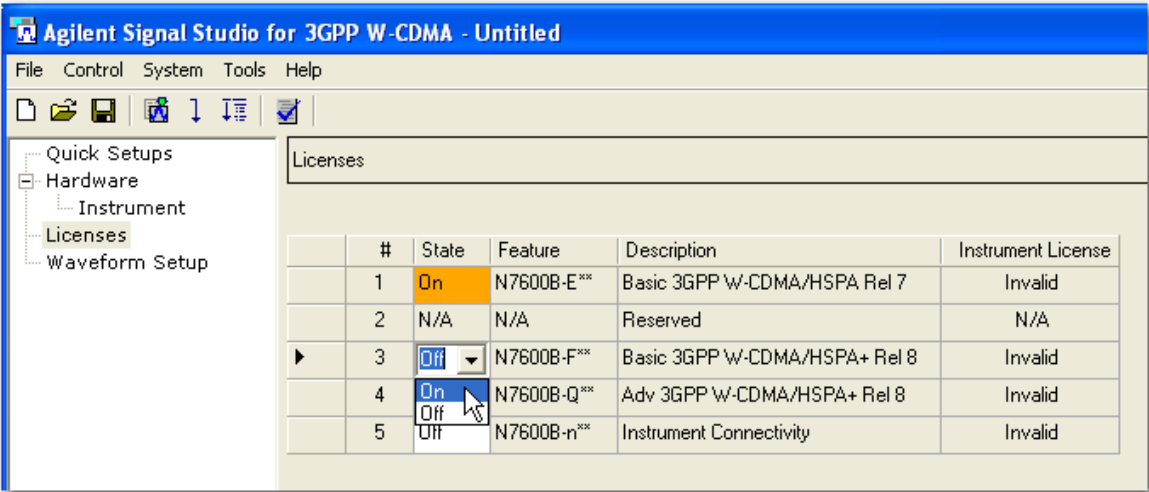 Agilent Signal Studio for 3GPP W-CDMA - Untitled
File Control System Tools Help
Quick Setups
Hardware
Instrument
Licenses
Waveform Setup
Licenses
# State Feature Description Instrument License
1 On N7600B-E** Basic 3GPP W-CDMA/HSPA Rel 7 Invalid
2 N/A N/A Reserved N/A
3 Off N7600B-F** Basic 3GPP W-CDMA/HSPA+ Rel 8 Invalid
4 On N7600B-Q** Adv 3GPP W-CDMA/HSPA+ Rel 8 Invalid
Off
5 Off N7600B-n** Instrument Connectivity Invalid